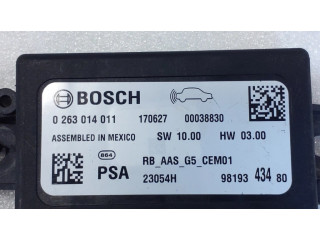 BOSCH
0 263 014 011 170627 00038830
ASSEMBLED IN MEXICO SW 10.00 HW 03.00
864 RB_AAS_G5_CEM01
PSA 23054H 98193 434 80